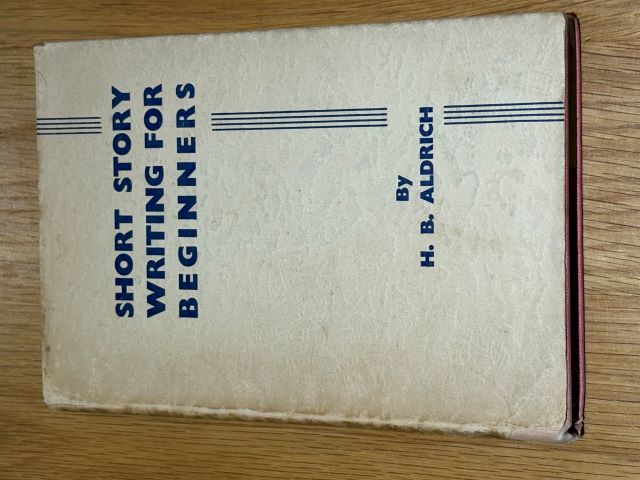 SHORT STORY
WRITING FOR
BEGINNERS
By
H. B. ALDRICH